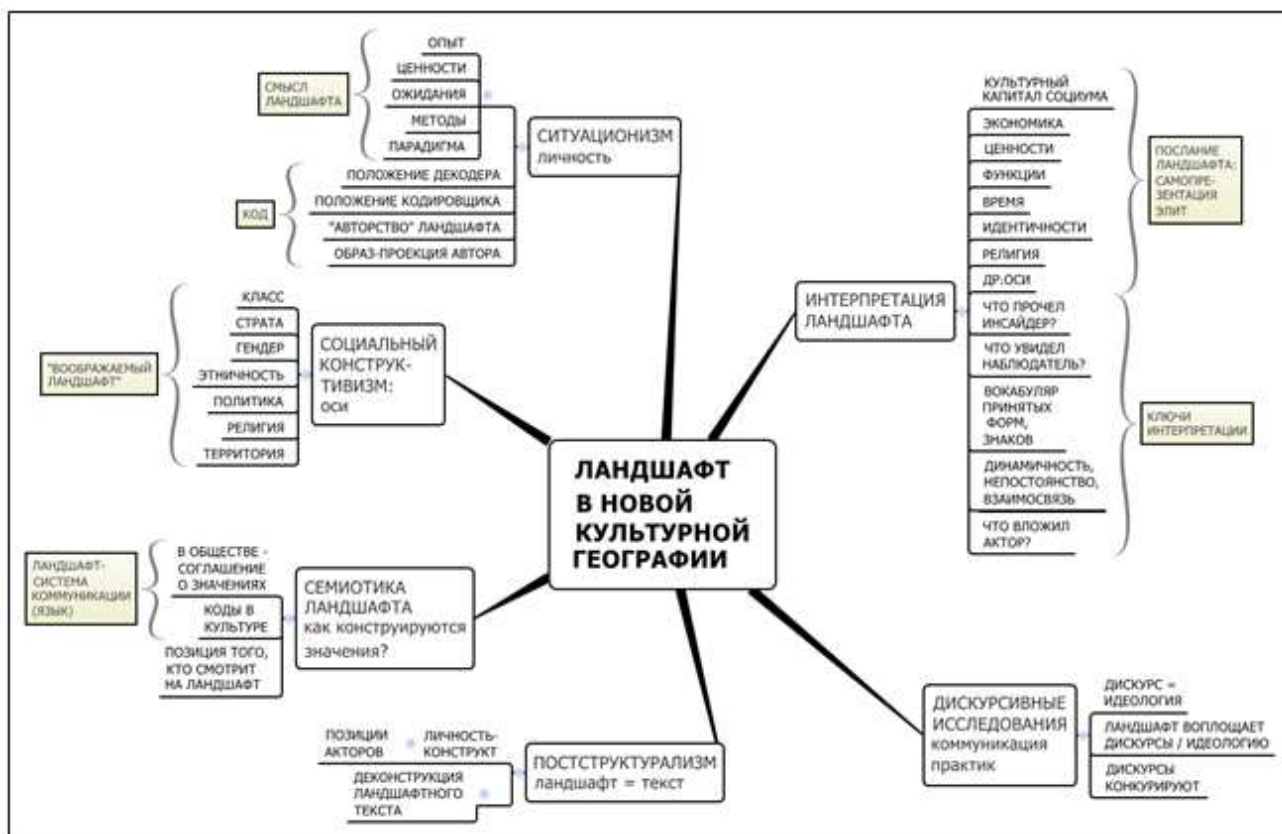 ЛАНДШАФТ
В НОВОЙ
КУЛЬТУРНОЙ
ГЕОГРАФИИ
СИТУАЦИОНИЗМ
личность
ОПЫТ
ЦЕННОСТИ
ОЖИДАНИЯ
МЕТОДЫ
ПАРАДИГМА
СМЫСЛ
ЛАНДШАФТА
ПОЛОЖЕНИЕ ДЕКОДЕРА
ПОЛОЖЕНИЕ КОДИРОВЩИКА
"АВТОРСТВО" ЛАНДШАФТА
ОБРАЗ-ПРОЕКЦИЯ АВТОРА
КОД
СОЦИАЛЬНЫЙ
КОНСТРУК-
ТИВИЗМ:
оси
КЛАСС
СТРАТА
ГЕНДЕР
ЭТНИЧНОСТЬ
ПОЛИТИКА
РЕЛИГИЯ
ТЕРРИТОРИЯ
"ВООБРАЖАЕМЫЙ
ЛАНДШАФТ"
СЕМИОТИКА
ЛАНДШАФТА
как конструируются
значения?
В ОБЩЕСТВЕ -
СОГЛАШЕНИЕ
О ЗНАЧЕНИЯХ
КОДЫ В
КУЛЬТУРЕ
ПОЗИЦИЯ ТОГО,
КТО СМОТРИТ
НА ЛАНДШАФТ
ЛАНДШАФТ-
СИСТЕМА
КОММУНИКАЦИИ
(ЯЗЫК)
ПОСТСТРУКТУРАЛИЗМ
ландшафт = текст
ЛИЧНОСТЬ-
КОНСТРУКТ
ПОЗИЦИИ
АКТОРОВ
ДЕКОНСТРУКЦИЯ
ЛАНДШАФТНОГО
ТЕКСТА
ИНТЕРПРЕТАЦИЯ
ЛАНДШАФТА
КУЛЬТУРНЫЙ
КАПИТАЛ СОЦИУМА
ЭКОНОМИКА
ЦЕННОСТИ
ФУНКЦИИ
ВРЕМЯ
ИДЕНТИЧНОСТИ
РЕЛИГИЯ
ДР.ОСИ
ПОСЛАНИЕ
ЛАНДШАФТА:
САМОПРЕ-
ЗЕНТАЦИЯ
ЭЛИТ
ЧТО ПРОЧЕЛ
ИНСАЙДЕР?
ЧТО УВИДЕЛ
НАБЛЮДАТЕЛЬ?
ВОКАБУЛЯР
ПРИНЯТЫХ
ФОРМ,
ЗНАКОВ
ДИНАМИЧНОСТЬ,
НЕПОСТОЯНСТВО,
ВЗАИМОСВЯЗЬ
ЧТО ВЛОЖИЛ
АКТОР?
КЛЮЧИ
ИНТЕРПРЕТАЦИИ
ДИСКУРСИВНЫЕ
ИССЛЕДОВАНИЯ
коммуникация
практик
ДИСКУРС =
ИДЕОЛОГИЯ
ЛАНДШАФТ ВОПЛОЩАЕТ
ДИСКУРСЫ / ИДЕОЛОГИЮ
ДИСКУРСЫ
КОНКУРИРУЮТ